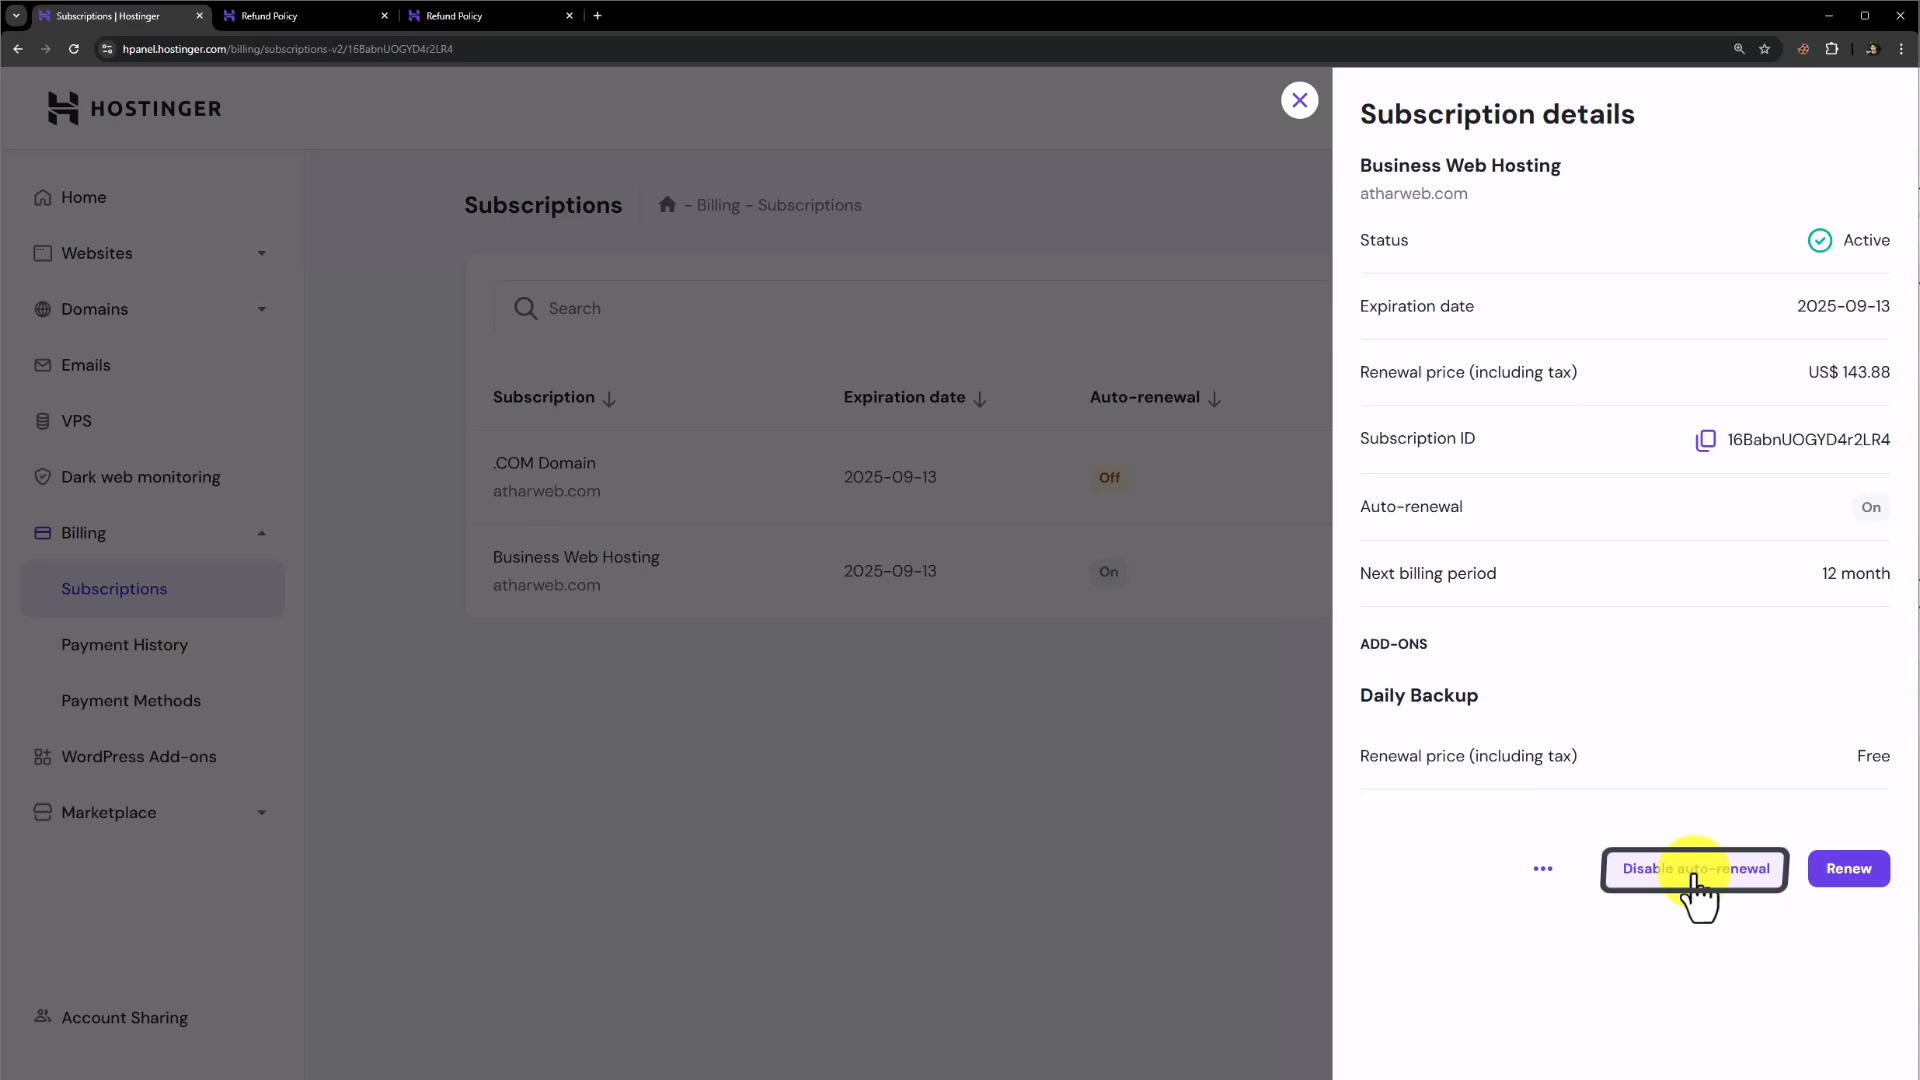 Subscriptions | Hostinger
Refund Policy
Refund Policy
hpanel.hostinger.com/billing/subscriptions-v2/16BabnUOGYD4r2LR4
HOSTINGER
Home
Websites
Domains
Emails
VPS
Dark web monitoring
Billing
Subscriptions
Payment History
Payment Methods
WordPress Add-ons
Marketplace
Account Sharing
Subscriptions
- Billing - Subscriptions
Search
Subscription Expiration date Auto-renewal
.COM Domain
atharweb.com
2025-09-13
Off
Business Web Hosting
atharweb.com
2025-09-13
On
Subscription details
Business Web Hosting
atharweb.com
Status Active
Expiration date 2025-09-13
Renewal price (including tax) US$ 143.88
Subscription ID 16BabnUOGYD4r2LR4
Auto-renewal On
Next billing period 12 month
ADD-ONS
Daily Backup
Renewal price (including tax) Free
Disable auto-renewal Renew